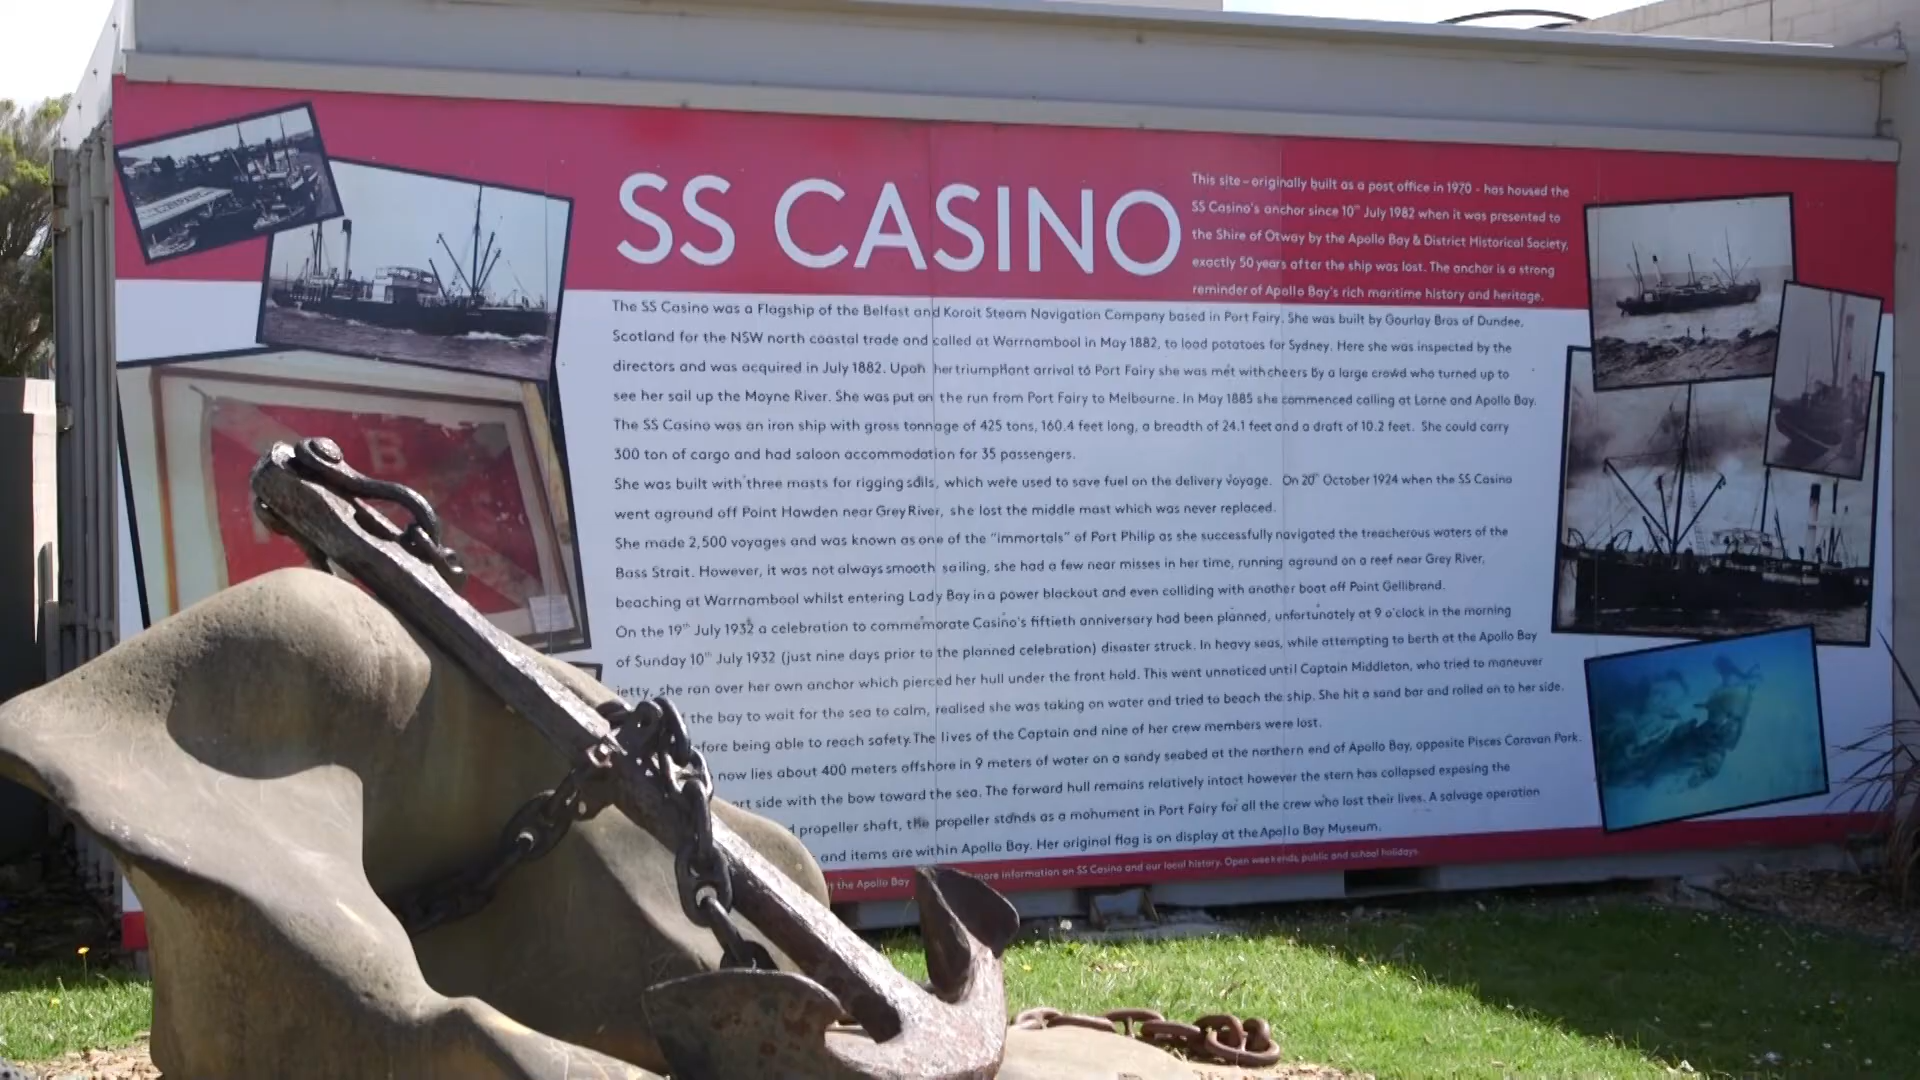 SS CASINO
This site - originally built as a post office in 1970 - has housed the
SS Casino's anchor since 10th July 1982 when it was presented to
the Shire of Otway by the Apollo Bay & District Historical Society,
exactly 50 years after the ship was lost. The anchor is a strong
reminder of Apollo Bay's rich maritime history and heritage.
The SS Casino was a Flagship of the Belfast and Koroit Steam Navigation Company based in Port Fairy. She was built by Gourlay Bros of Dundee,
Scotland for the NSW north coastal trade and called at Warrnambool in May 1882, to load potatoes for Sydney. Here she was inspected by the
directors and was acquired in July 1882. Upon her triumphant arrival to Port Fairy she was met with cheers by a large crowd who turned up to
see her sail up the Moyne River. She was put on the run from Port Fairy to Melbourne. In May 1885 she commenced calling at Lorne and Apollo Bay.
The SS Casino was an iron ship with gross tonnage of 425 tons, 160.4 feet long, a breadth of 24.1 feet and a draft of 10.2 feet. She could carry
300 ton of cargo and had saloon accommodation for 35 passengers.
She was built with three masts for rigging sails, which were used to save fuel on the delivery voyage. On 20th October 1924 when the SS Casino
went aground off Point Hawden near Grey River, she lost the middle mast which was never replaced.
She made 2,500 voyages and was known as one of the "immortals" of Port Philip as she successfully navigated the treacherous waters of the
Bass Strait. However, it was not always smooth sailing, she had a few near misses in her time, running aground on a reef near Grey River,
beaching at Warrnambool whilst entering Lady Bay in a power blackout and even colliding with another boat off Point Gellibrand.
On the 19th July 1932 a celebration to commemorate Casino's fiftieth anniversary had been planned, unfortunately at 9 o'clock in the morning
of Sunday 10th July 1932 (just nine days prior to the planned celebration) disaster struck. In heavy seas, while attempting to berth at the Apollo Bay
jetty, she ran over her own anchor which pierced her hull under the front hold. This went unnoticed until Captain Middleton, who tried to maneuver
the bay to wait for the sea to calm, realised she was taking on water and tried to beach the ship. She hit a sand bar and rolled on to her side.
before being able to reach safety. The lives of the Captain and nine of her crew members were lost.
now lies about 400 meters offshore in 9 meters of water on a sandy seabed at the northern end of Apollo Bay, opposite Pisces Caravan Park.
side with the bow toward the sea. The forward hull remains relatively intact however the stern has collapsed exposing the
propeller shaft, the propeller stands as a monument in Port Fairy for all the crew who lost their lives. A salvage operation
and items are within Apollo Bay. Her original flag is on display at the Apollo Bay Museum.
the Apollo Bay more information on SS Casino and our local history. Open weekends, public and school holidays.
B